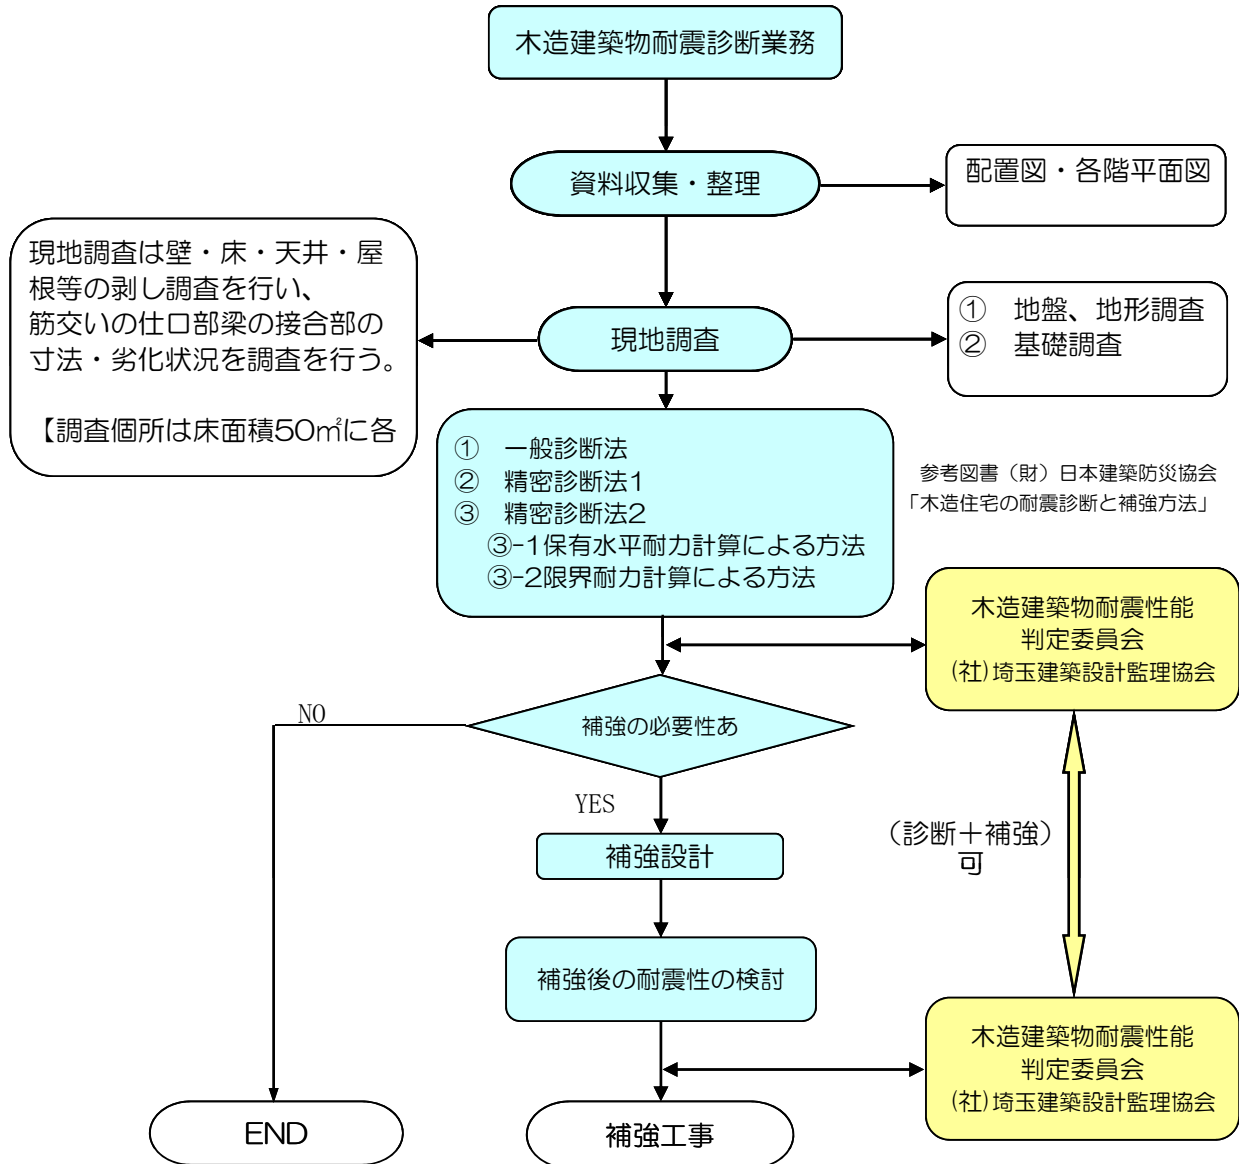 木造建築物耐震診断業務
資料収集・整理
配置図・各階平面図
現地調査は壁・床・天井・屋
根等の剥し調査を行い、
筋交いの仕口部梁の接合部の
寸法・劣化状況を調査を行う。
【調査個所は床面積50㎡に各
現地調査
① 地盤、地形調査
② 基礎調査
① 一般診断法
② 精密診断法1
③ 精密診断法2
③-1保有水平耐力計算による方法
③-2限界耐力計算による方法
参考図書（財）日本建築防災協会
「木造住宅の耐震診断と補強方法」
木造建築物耐震性能
判定委員会
(社)埼玉建築設計監理協会
補強の必要性あ
NO
YES
補強設計
（診断＋補強）
可
補強後の耐震性の検討
木造建築物耐震性能
判定委員会
(社)埼玉建築設計監理協会
END
補強工事